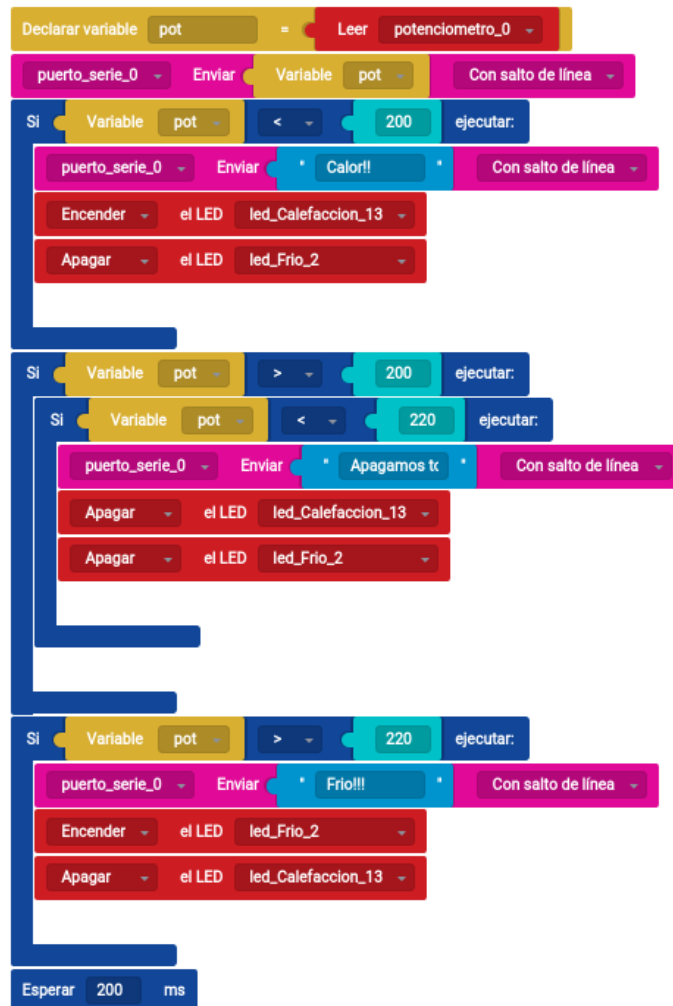 Declarar variable pot = Leer potenciometro_0
puerto_serie_0 Enviar Variable pot Con salto de línea
Si Variable pot < 200 ejecutar:
puerto_serie_0 Enviar " Calor!! " Con salto de línea
Encender el LED led_Calefaccion_13
Apagar el LED led_Frio_2
Si Variable pot > 200 ejecutar:
Si Variable pot < 220 ejecutar:
puerto_serie_0 Enviar " Apagamos to " Con salto de línea
Apagar el LED led_Calefaccion_13
Apagar el LED led_Frio_2
Si Variable pot > 220 ejecutar:
puerto_serie_0 Enviar " Frio!!! " Con salto de línea
Encender el LED led_Frio_2
Apagar el LED led_Calefaccion_13
Esperar 200 ms